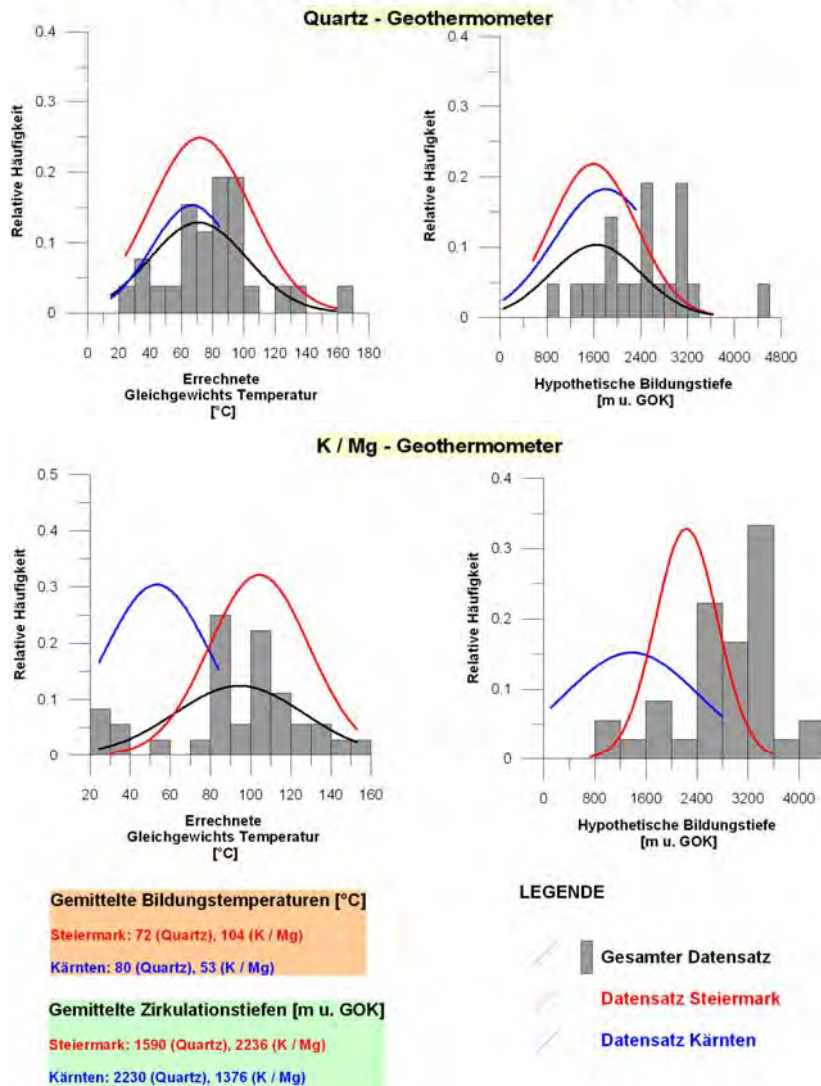 Quartz - Geothermometer
0.4
0.3
0.2
0.1
0
Relative Häufigkeit
0 20 40 60 80 100 120 140 160 180
Errechnete
Gleichgewichts Temperatur
[°C]
0.4
0.3
0.2
0.1
0
Relative Häufigkeit
0 800 1600 2400 3200 4000 4800
Hypothetische Bildungstiefe
[m u. GOK]
K / Mg - Geothermometer
0.5
0.4
0.3
0.2
0.1
0
Relative Häufigkeit
20 40 60 80 100 120 140 160
Errechnete
Gleichgewichts Temperatur
[°C]
0.4
0.3
0.2
0.1
0
Relative Häufigkeit
0 800 1600 2400 3200 4000
Hypothetische Bildungstiefe
[m u. GOK]
Gemittelte Bildungstemperaturen [°C]
Steiermark: 72 (Quartz), 104 (K / Mg)
Kärnten: 80 (Quartz), 53 (K / Mg)
Gemittelte Zirkulationstiefen [m u. GOK]
Steiermark: 1590 (Quartz), 2236 (K / Mg)
Kärnten: 2230 (Quartz), 1376 (K / Mg)
LEGENDE
Gesamter Datensatz
Datensatz Steiermark
Datensatz Kärnten